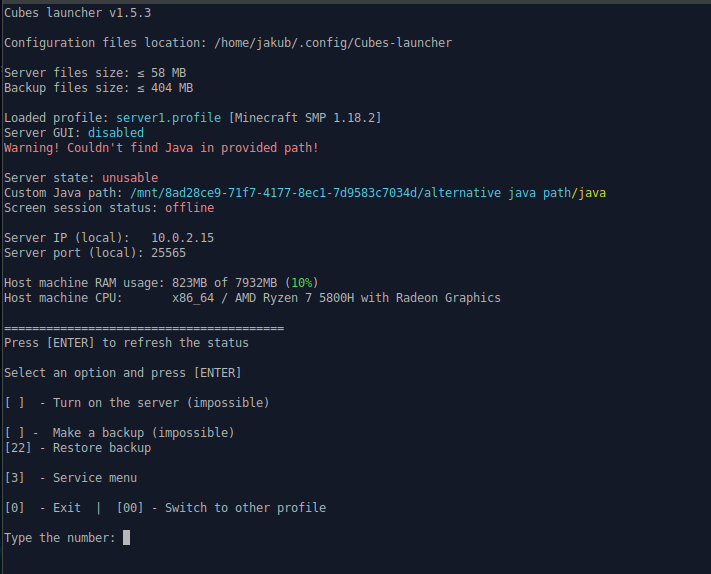 Cubes launcher v1.5.3
Configuration files location: /home/jakub/.config/Cubes-launcher
Server files size: ≤ 58 MB
Backup files size: ≤ 404 MB
Loaded profile: server1.profile [Minecraft SMP 1.18.2]
Server GUI: disabled
Warning! Couldn't find Java in provided path!
Server state: unusable
Custom Java path: /mnt/8ad28ce9-71f7-4177-8ec1-7d9583c7034d/alternative java path/java
Screen session status: offline
Server IP (local):   10.0.2.15
Server port (local): 25565
Host machine RAM usage: 823MB of 7932MB (10%)
Host machine CPU:       x86_64 / AMD Ryzen 7 5800H with Radeon Graphics
========================================
Press [ENTER] to refresh the status
Select an option and press [ENTER]
[ ]  - Turn on the server (impossible)
[ ] -  Make a backup (impossible)
[22] - Restore backup
[3]  - Service menu
[0]  - Exit  |  [00] - Switch to other profile
Type the number: